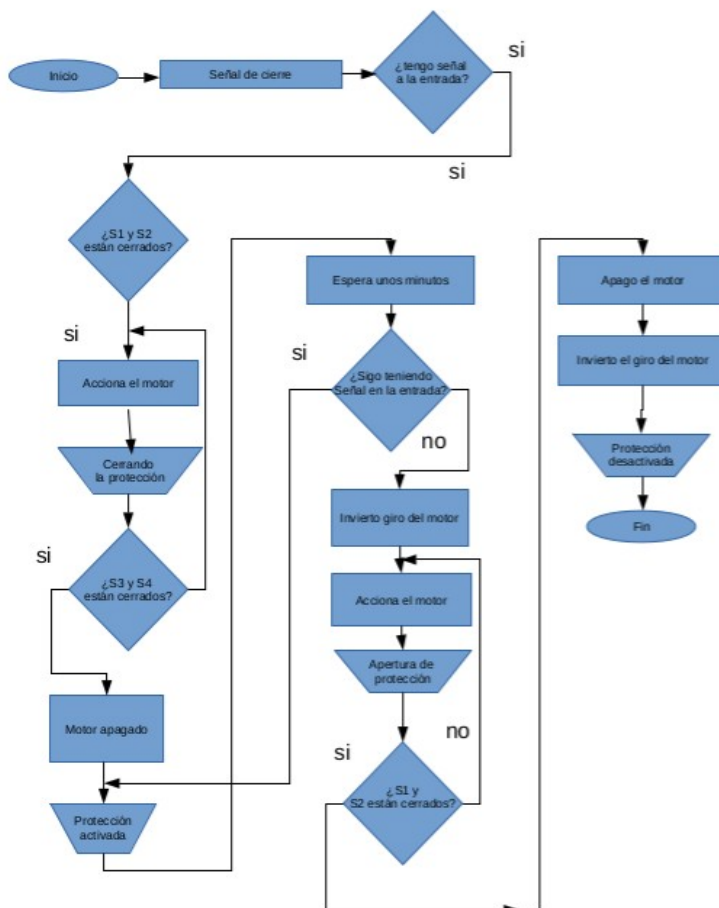 Inicio
Señal de cierre
¿tengo señal
a la entrada?
si
si
¿S1 y S2
están cerrados?
si
Acciona el motor
Cerrando
la protección
¿S3 y S4
están cerrados?
si
Motor apagado
Protección
activada
Espera unos minutos
¿Sigo teniendo
Señal en la entrada?
si
no
Invierto giro del motor
Acciona el motor
Apertura de
protección
¿S1 y
S2 están cerrados?
si
no
Apago el motor
Invierto el giro del motor
Protección
desactivada
Fin